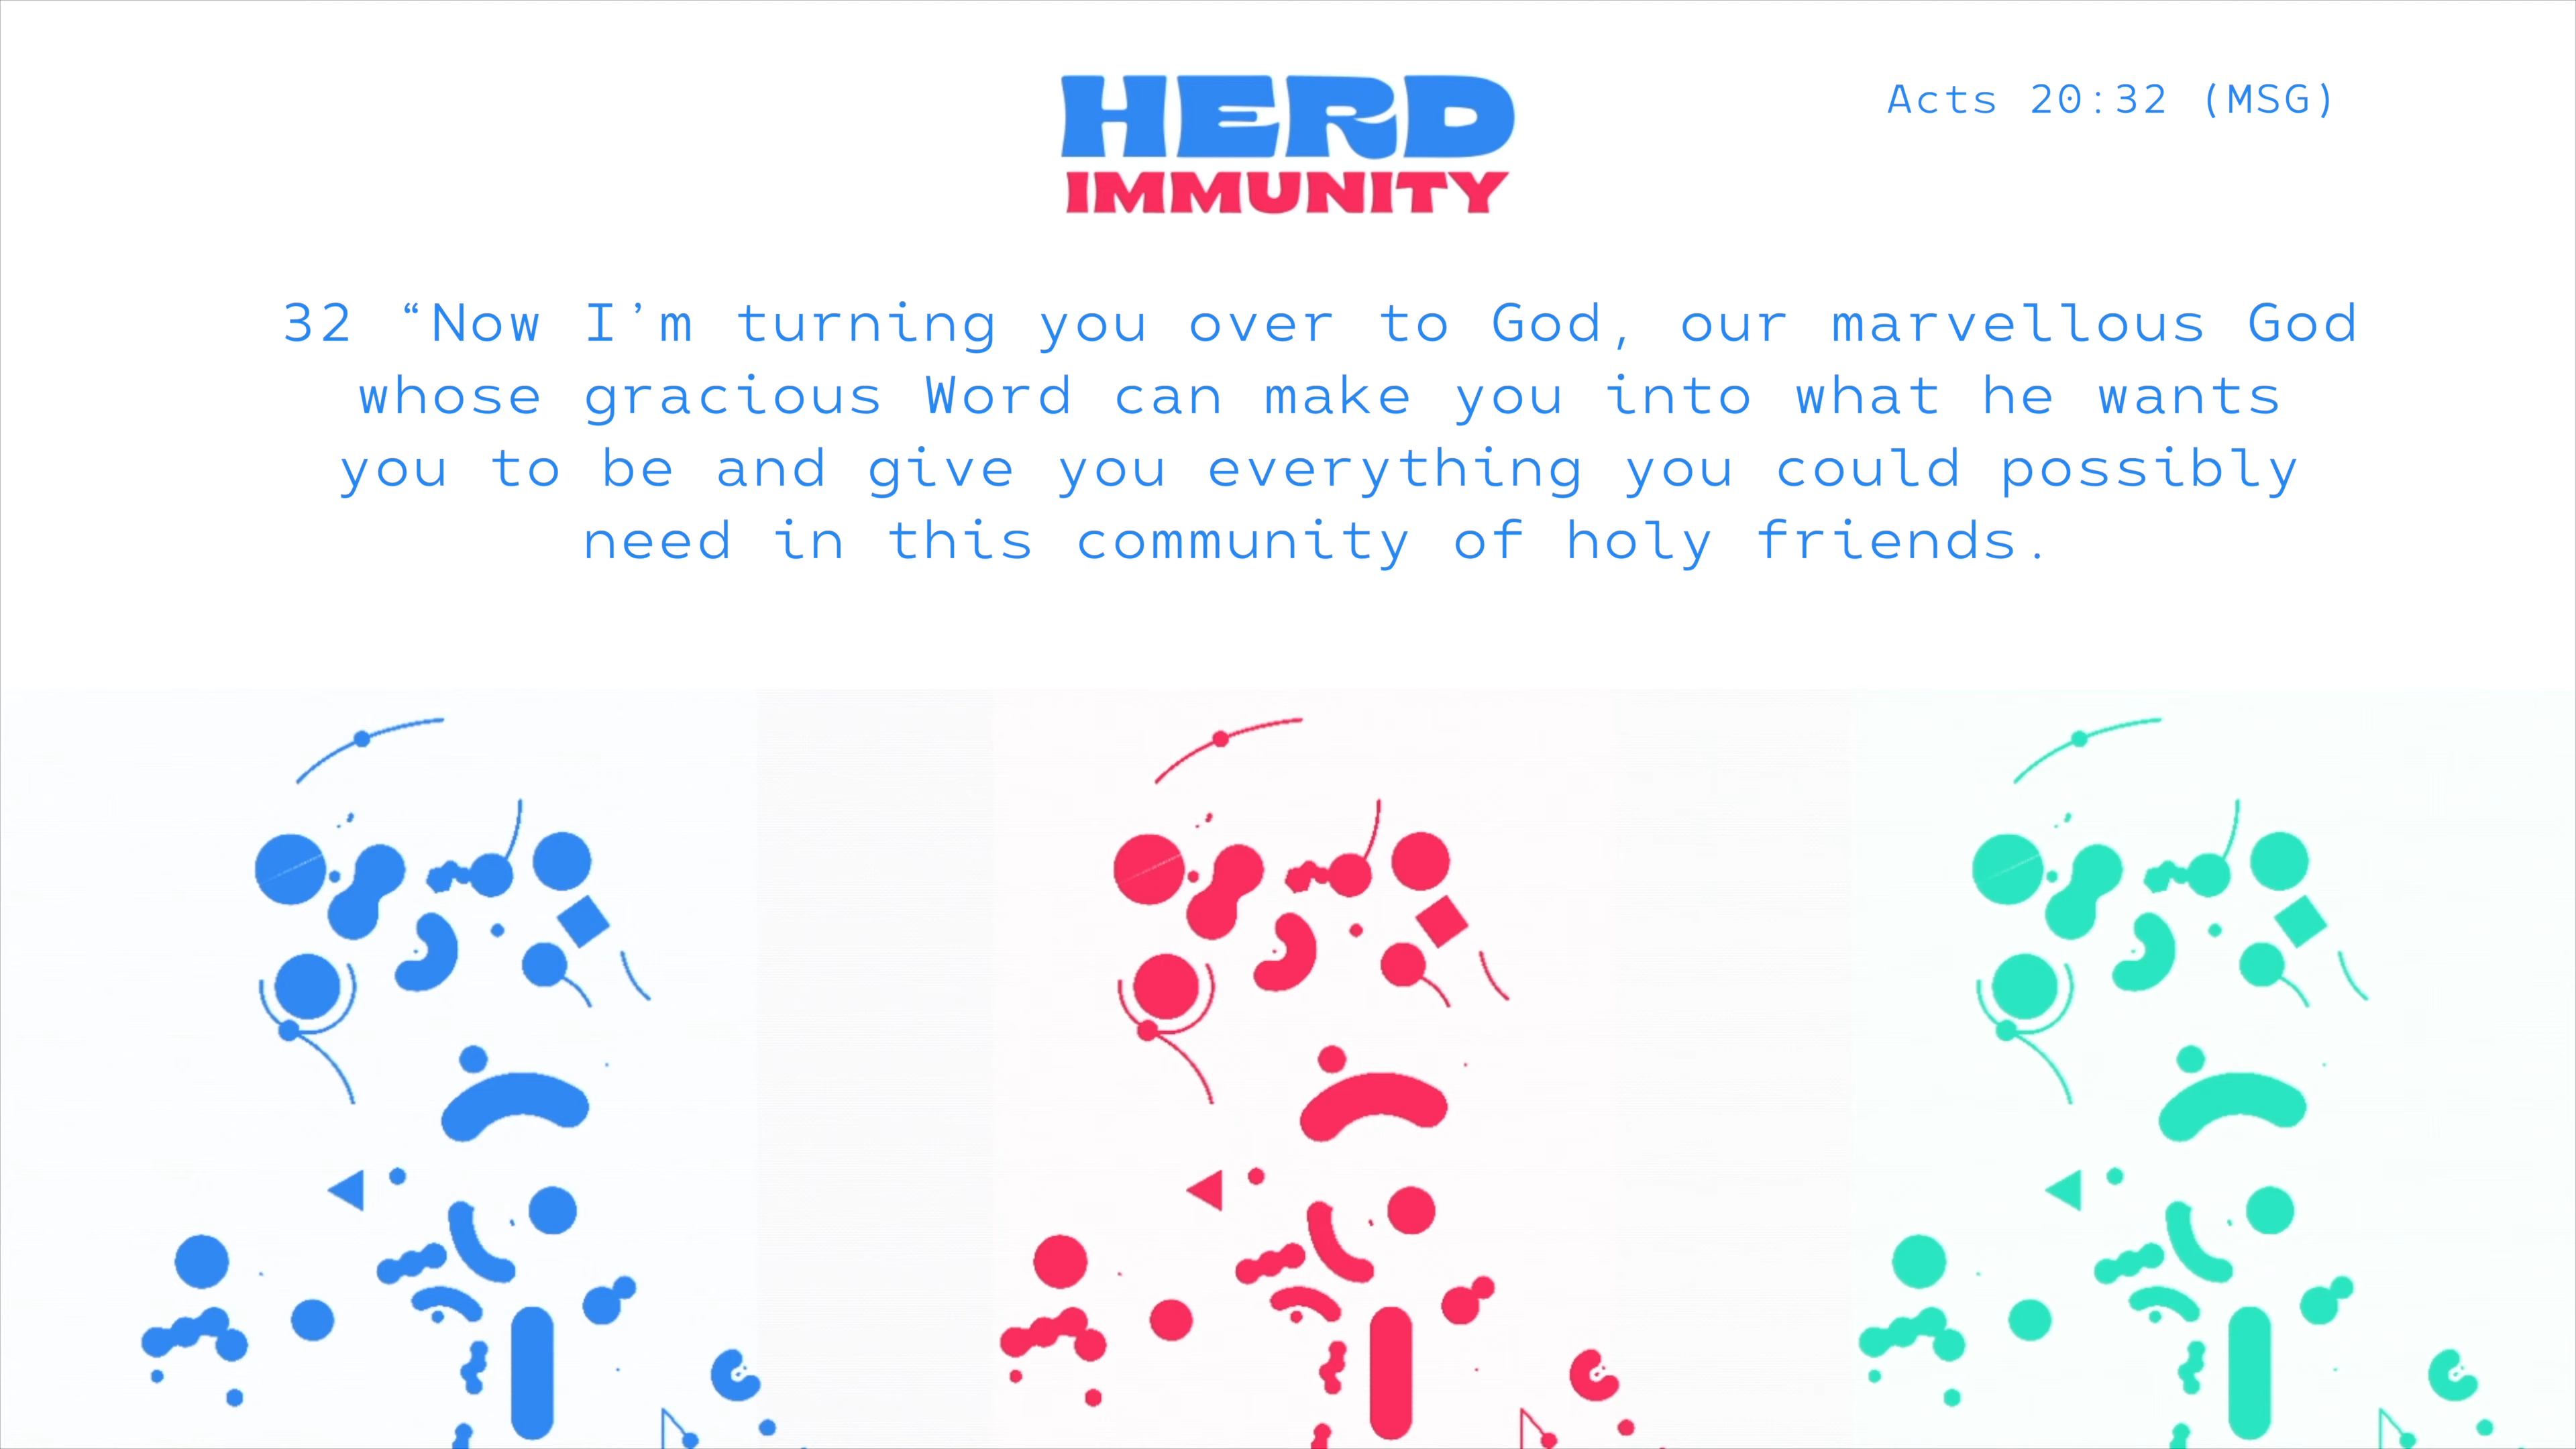 HERD
IMMUNITY
Acts 20:32 (MSG)
32 “Now I’m turning you over to God, our marvellous God
whose gracious Word can make you into what he wants
you to be and give you everything you could possibly
need in this community of holy friends.